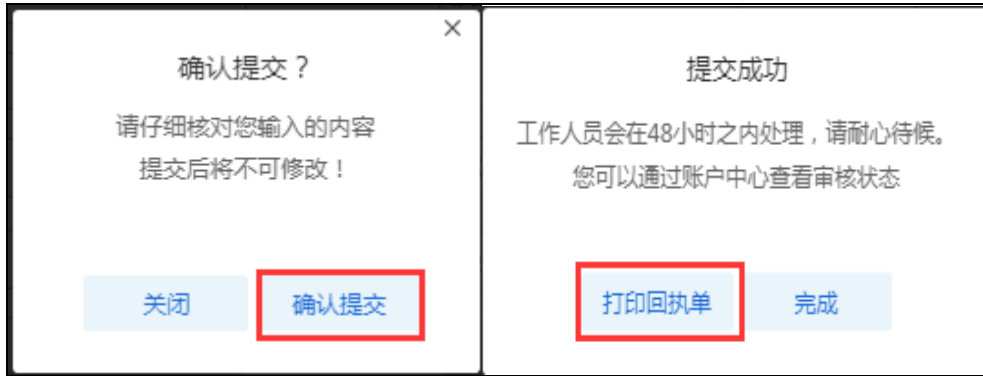 确认提交？
请仔细核对您输入的内容
提交后将不可修改！
关闭
确认提交
提交成功
工作人员会在48小时之内处理，请耐心待候。
您可以通过账户中心查看审核状态
打印回执单
完成